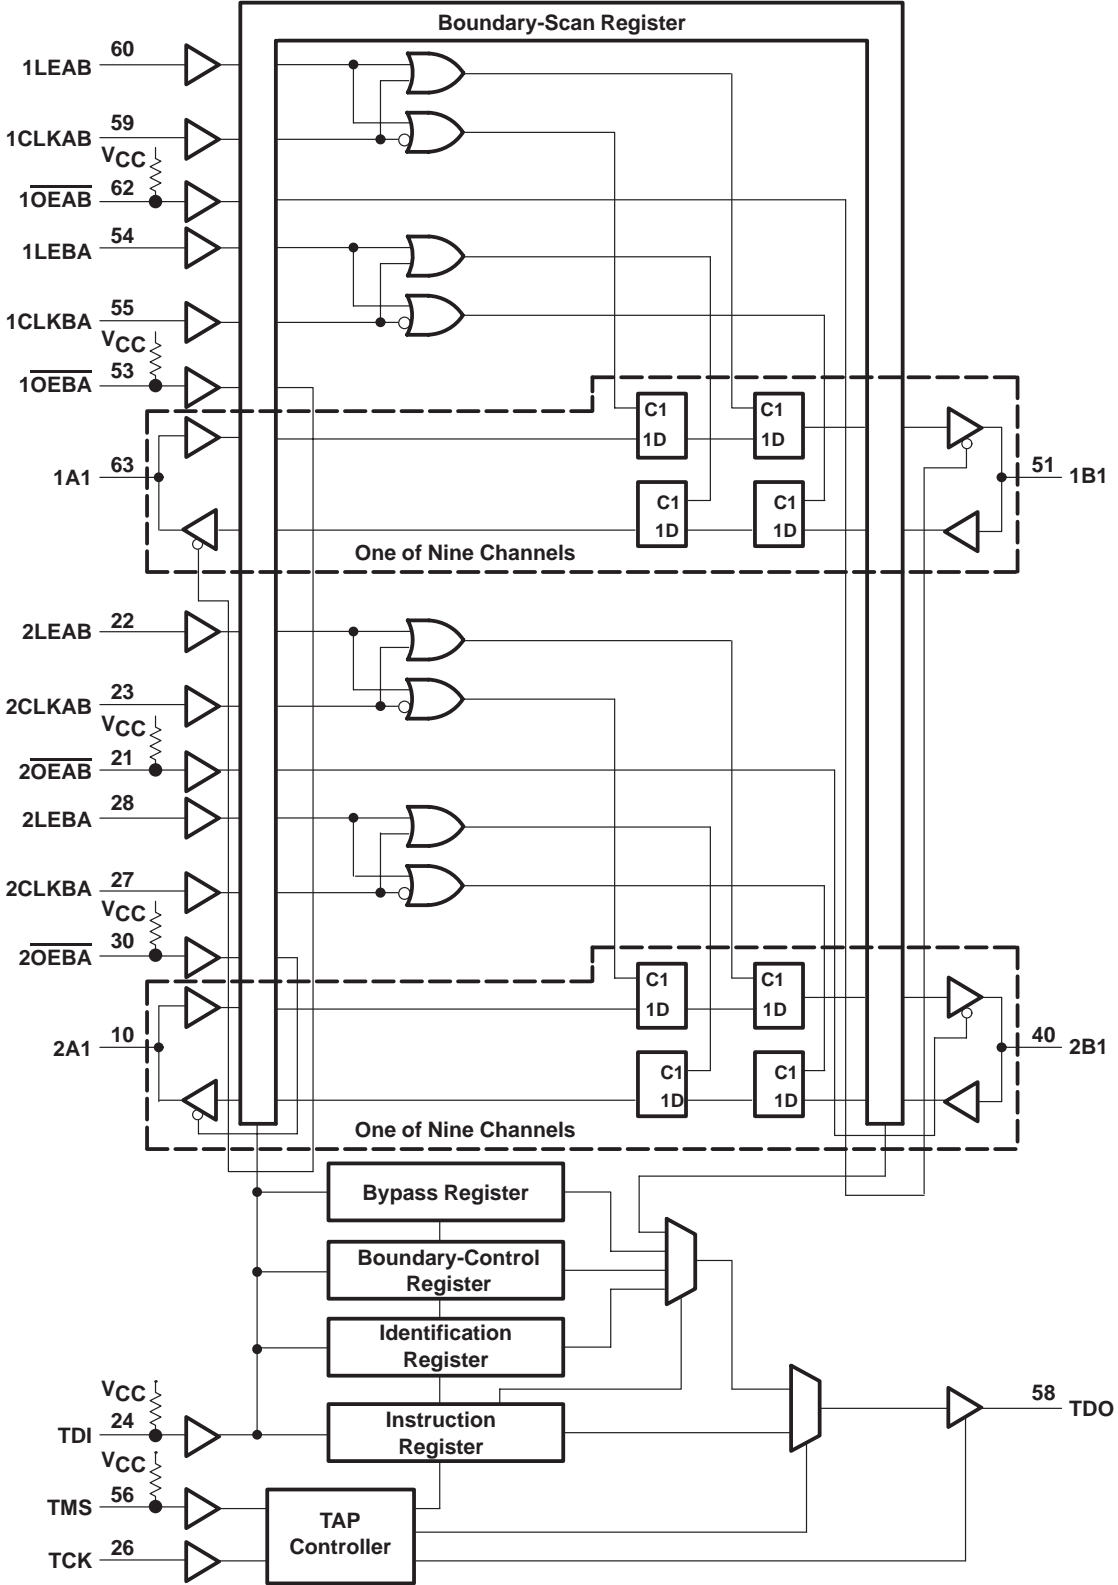 Boundary-Scan Register
60
1LEAB
59
1CLKAB
VCC
62
1OEAB
54
1LEBA
55
1CLKBA
VCC
53
1OEBA
C1
1D
C1
1D
63
1A1
51
1B1
C1
1D
C1
1D
One of Nine Channels
22
2LEAB
23
2CLKAB
VCC
21
2OEAB
28
2LEBA
27
2CLKBA
VCC
30
2OEBA
C1
1D
C1
1D
10
2A1
40
2B1
C1
1D
C1
1D
One of Nine Channels
Bypass Register
Boundary-Control
Register
Identification
Register
VCC
24
TDI
Instruction
Register
58
TDO
VCC
56
TMS
TAP
Controller
26
TCK